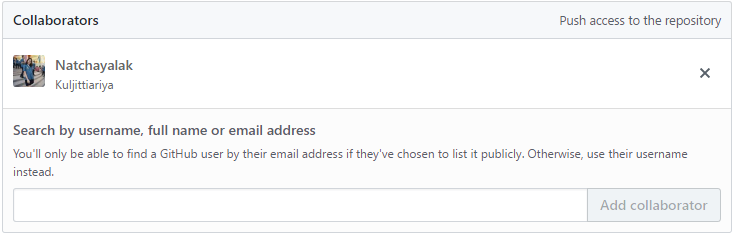 Collaborators Push access to the repository
Natchayalak
Kuljittiariya
Search by username, full name or email address
You'll only be able to find a GitHub user by their email address if they've chosen to list it publicly. Otherwise, use their username
instead.
Add collaborator